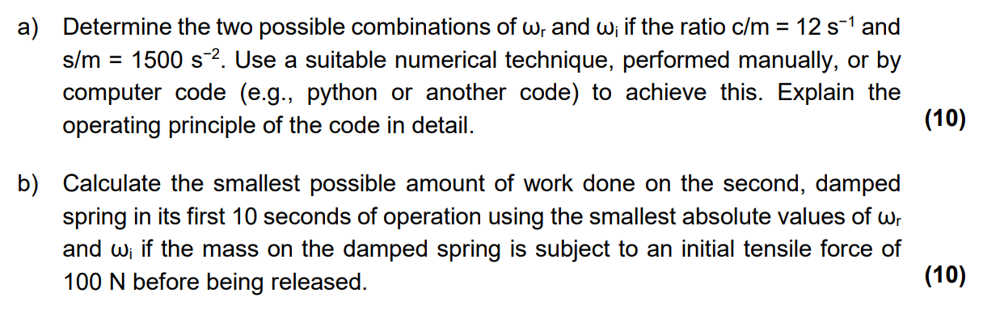 a) Determine the two possible combinations of ωᵣ and ωᵢ if the ratio c/m = 12 s⁻¹ and
s/m = 1500 s⁻². Use a suitable numerical technique, performed manually, or by
computer code (e.g., python or another code) to achieve this. Explain the
operating principle of the code in detail.
(10)
b) Calculate the smallest possible amount of work done on the second, damped
spring in its first 10 seconds of operation using the smallest absolute values of ωᵣ
and ωᵢ if the mass on the damped spring is subject to an initial tensile force of
100 N before being released.
(10)